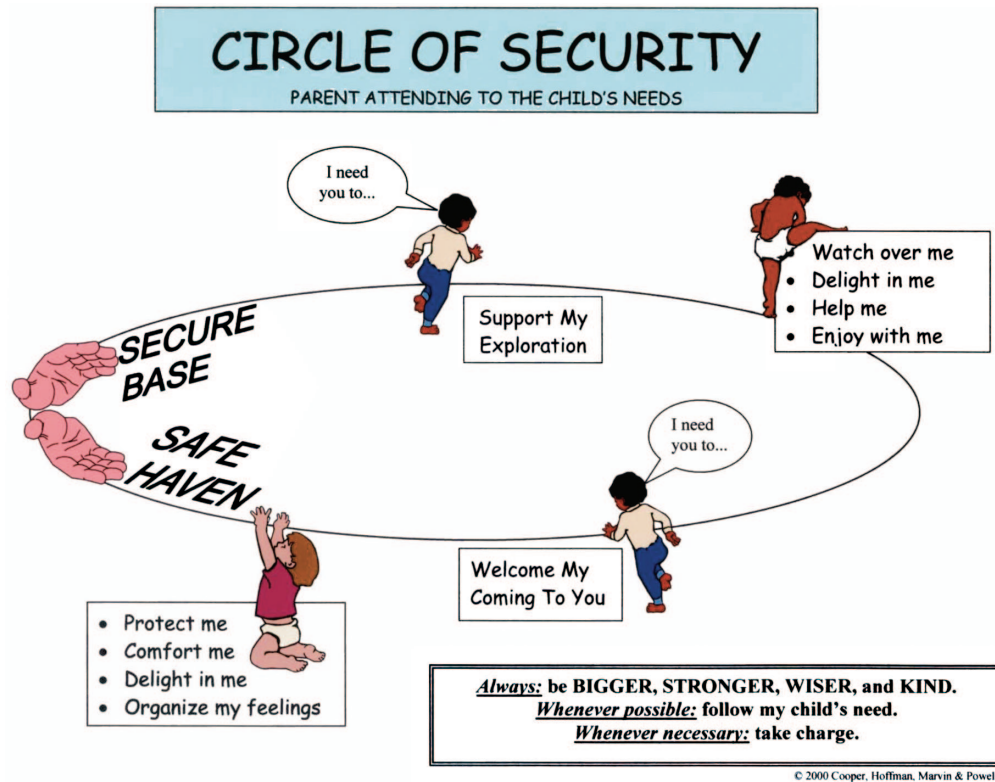 CIRCLE OF SECURITY
PARENT ATTENDING TO THE CHILD'S NEEDS
I need
you to...
• Watch over me
• Delight in me
• Help me
• Enjoy with me
Support My
Exploration
SECURE
BASE
SAFE
HAVEN
I need
you to...
Welcome My
Coming To You
• Protect me
• Comfort me
• Delight in me
• Organize my feelings
Always: be BIGGER, STRONGER, WISER, and KIND.
Whenever possible: follow my child's need.
Whenever necessary: take charge.
© 2000 Cooper, Hoffman, Marvin & Powel